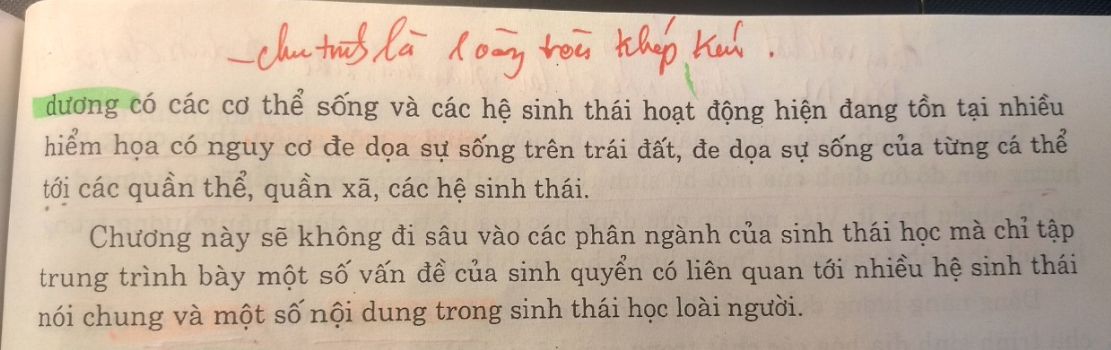 – chu trình là vòng tròn khép kín.
dương có các cơ thể sống và các hệ sinh thái hoạt động hiện đang tồn tại nhiều
hiểm họa có nguy cơ đe dọa sự sống trên trái đất, đe dọa sự sống của từng cá thể
tới các quần thể, quần xã, các hệ sinh thái.
Chương này sẽ không đi sâu vào các phân ngành của sinh thái học mà chỉ tập
trung trình bày một số vấn đề của sinh quyển có liên quan tới nhiều hệ sinh thái
nói chung và một số nội dung trong sinh thái học loài người.